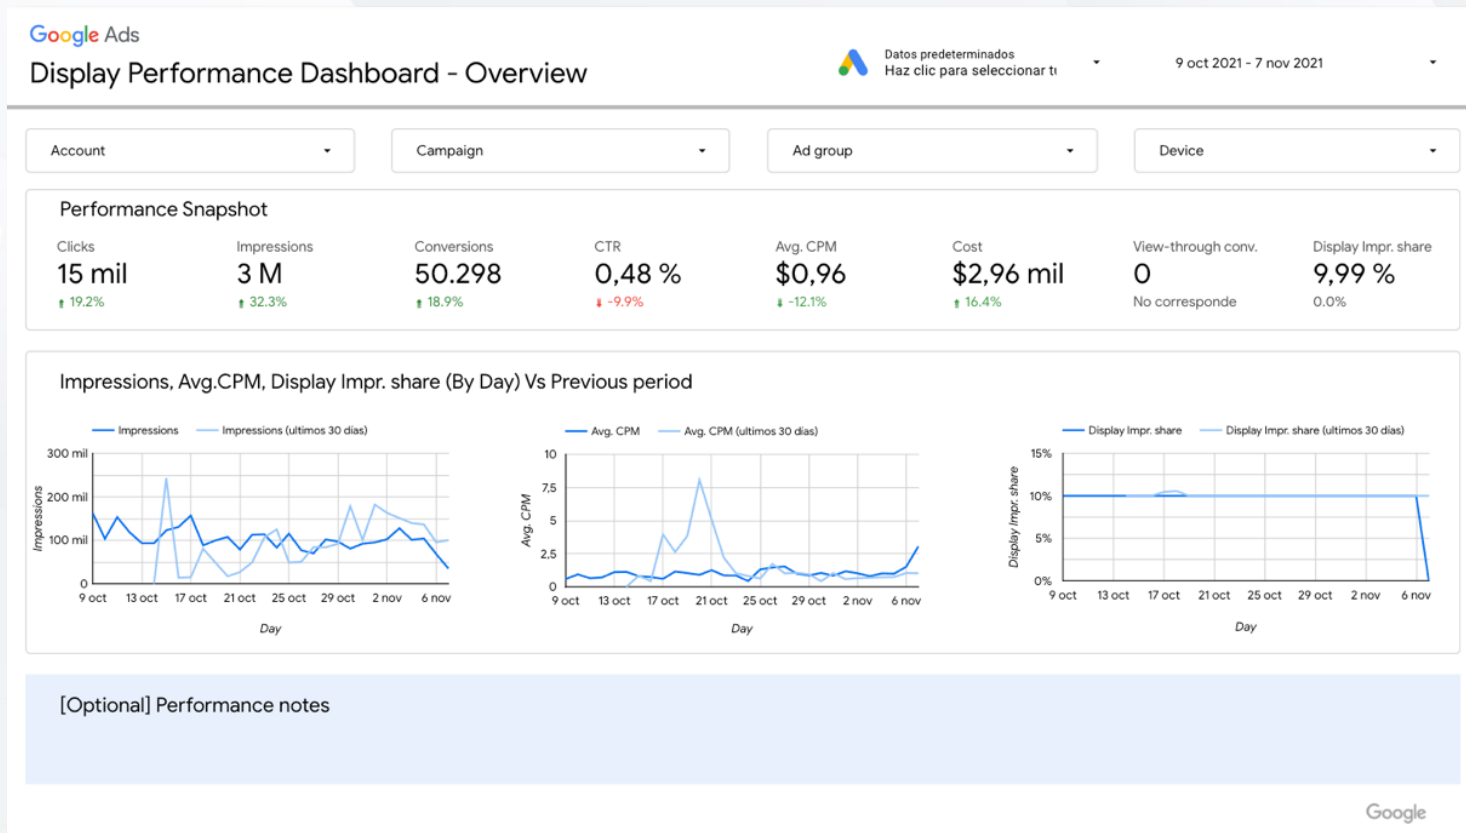 Google Ads
Display Performance Dashboard - Overview
Datos predeterminados
Haz clic para seleccionar tu
9 oct 2021 - 7 nov 2021
Account
Campaign
Ad group
Device
Performance Snapshot
Clicks
15 mil
19.2%
Impressions
3 M
32.3%
Conversions
50.298
18.9%
CTR
0,48 %
-9.9%
Avg. CPM
$0,96
-12.1%
Cost
$2,96 mil
16.4%
View-through conv.
0
No corresponde
Display Impr. share
9,99 %
0.0%
Impressions, Avg.CPM, Display Impr. share (By Day) Vs Previous period
Impressions
Impressions (ultimos 30 días)
300 mil
200 mil
100 mil
0
Impressions
9 oct 13 oct 17 oct 21 oct 25 oct 29 oct 2 nov 6 nov
Day
Avg. CPM
Avg. CPM (ultimos 30 días)
10
7,5
5
2,5
0
Avg. CPM
9 oct 13 oct 17 oct 21 oct 25 oct 29 oct 2 nov 6 nov
Day
Display Impr. share
Display Impr. share (ultimos 30 días)
15%
10%
5%
0%
Display Impr. share
9 oct 13 oct 17 oct 21 oct 25 oct 29 oct 2 nov 6 nov
Day
[Optional] Performance notes
Google